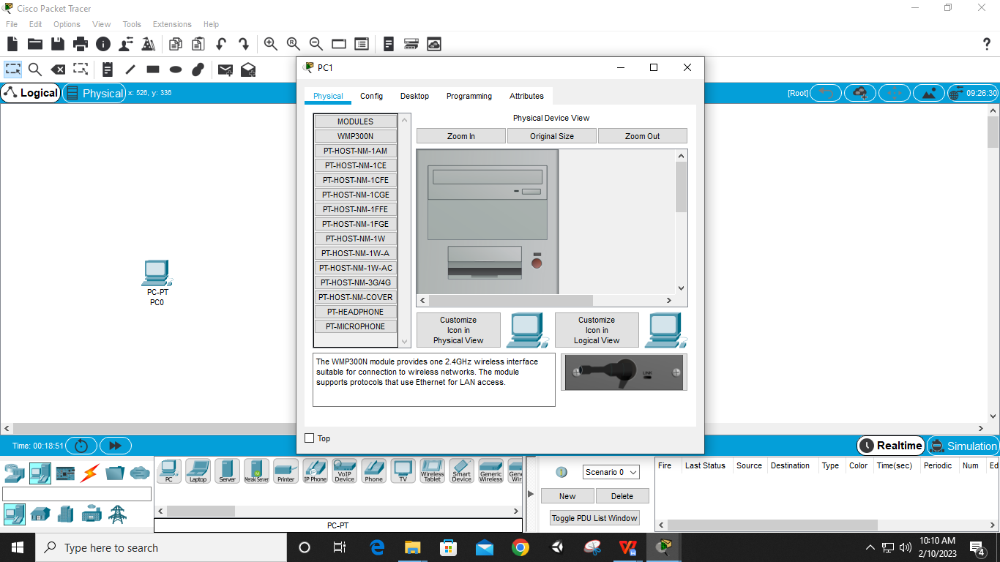 Cisco Packet Tracer
File Edit Options View Tools Extensions Help
PC1
Logical
Physical
x: 526, y: 336
[Root]
09:26:30
Physical Config Desktop Programming Attributes
MODULES
WMP300N
PT-HOST-NM-1AM
PT-HOST-NM-1CE
PT-HOST-NM-1CFE
PT-HOST-NM-1CGE
PT-HOST-NM-1FFE
PT-HOST-NM-1FGE
PT-HOST-NM-1W
PT-HOST-NM-1W-A
PT-HOST-NM-1W-AC
PT-HOST-NM-3G/4G
PT-HOST-NM-COVER
PT-HEADPHONE
PT-MICROPHONE
Physical Device View
Zoom In Original Size Zoom Out
Customize
Icon in
Physical View
Customize
Icon in
Logical View
The WMP300N module provides one 2.4GHz wireless interface
suitable for connection to wireless networks. The module
supports protocols that use Ethernet for LAN access.
LINK
Top
PC-PT
PC0
Time: 00:18:51
Realtime
Simulation
PC
Laptop
Server
Meraki Server
Printer
IP Phone
VoIP
Device
Phone
TV
Wireless
Tablet
Smart
Device
Generic
Wireless
Gene
Wir
PC-PT
Scenario 0
New Delete
Toggle PDU List Window
Fire Last Status Source Destination Type Color Time(sec) Periodic Num Ed
Type here to search
10:10 AM
2/10/2023
4